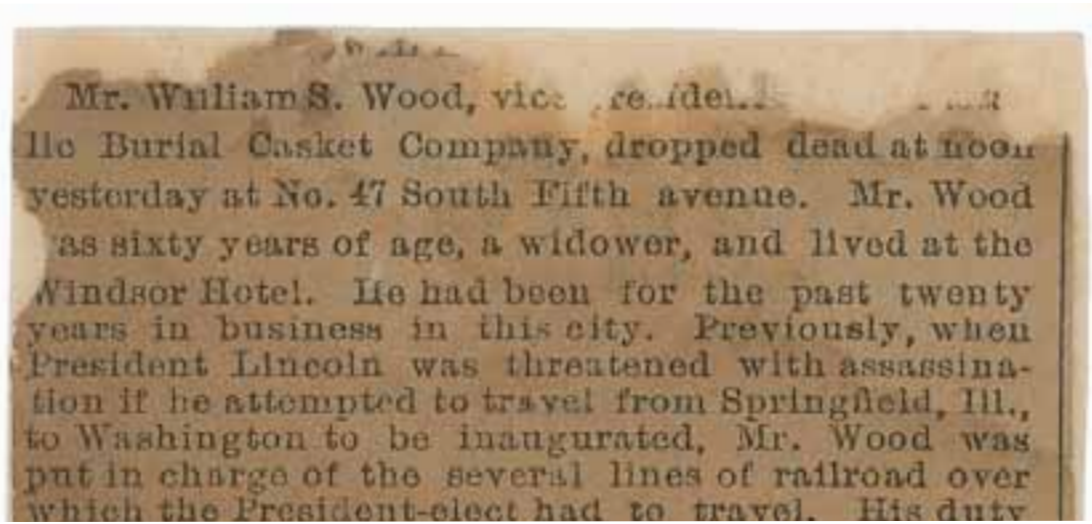 Mr. William S. Wood, vice
lic Burial Casket Company, dropped dead at noon
yesterday at No. 47 South Fifth avenue. Mr. Wood
as sixty years of age, a widower, and lived at the
Windsor Hotel. He had been for the past twenty
years in business in this city. Previously, when
President Lincoln was threatened with assassina-
tion if he attempted to travel from Springfield, Ill.,
to Washington to be inaugurated, Mr. Wood was
put in charge of the several lines of railroad over
which the President-elect had to travel. His duty